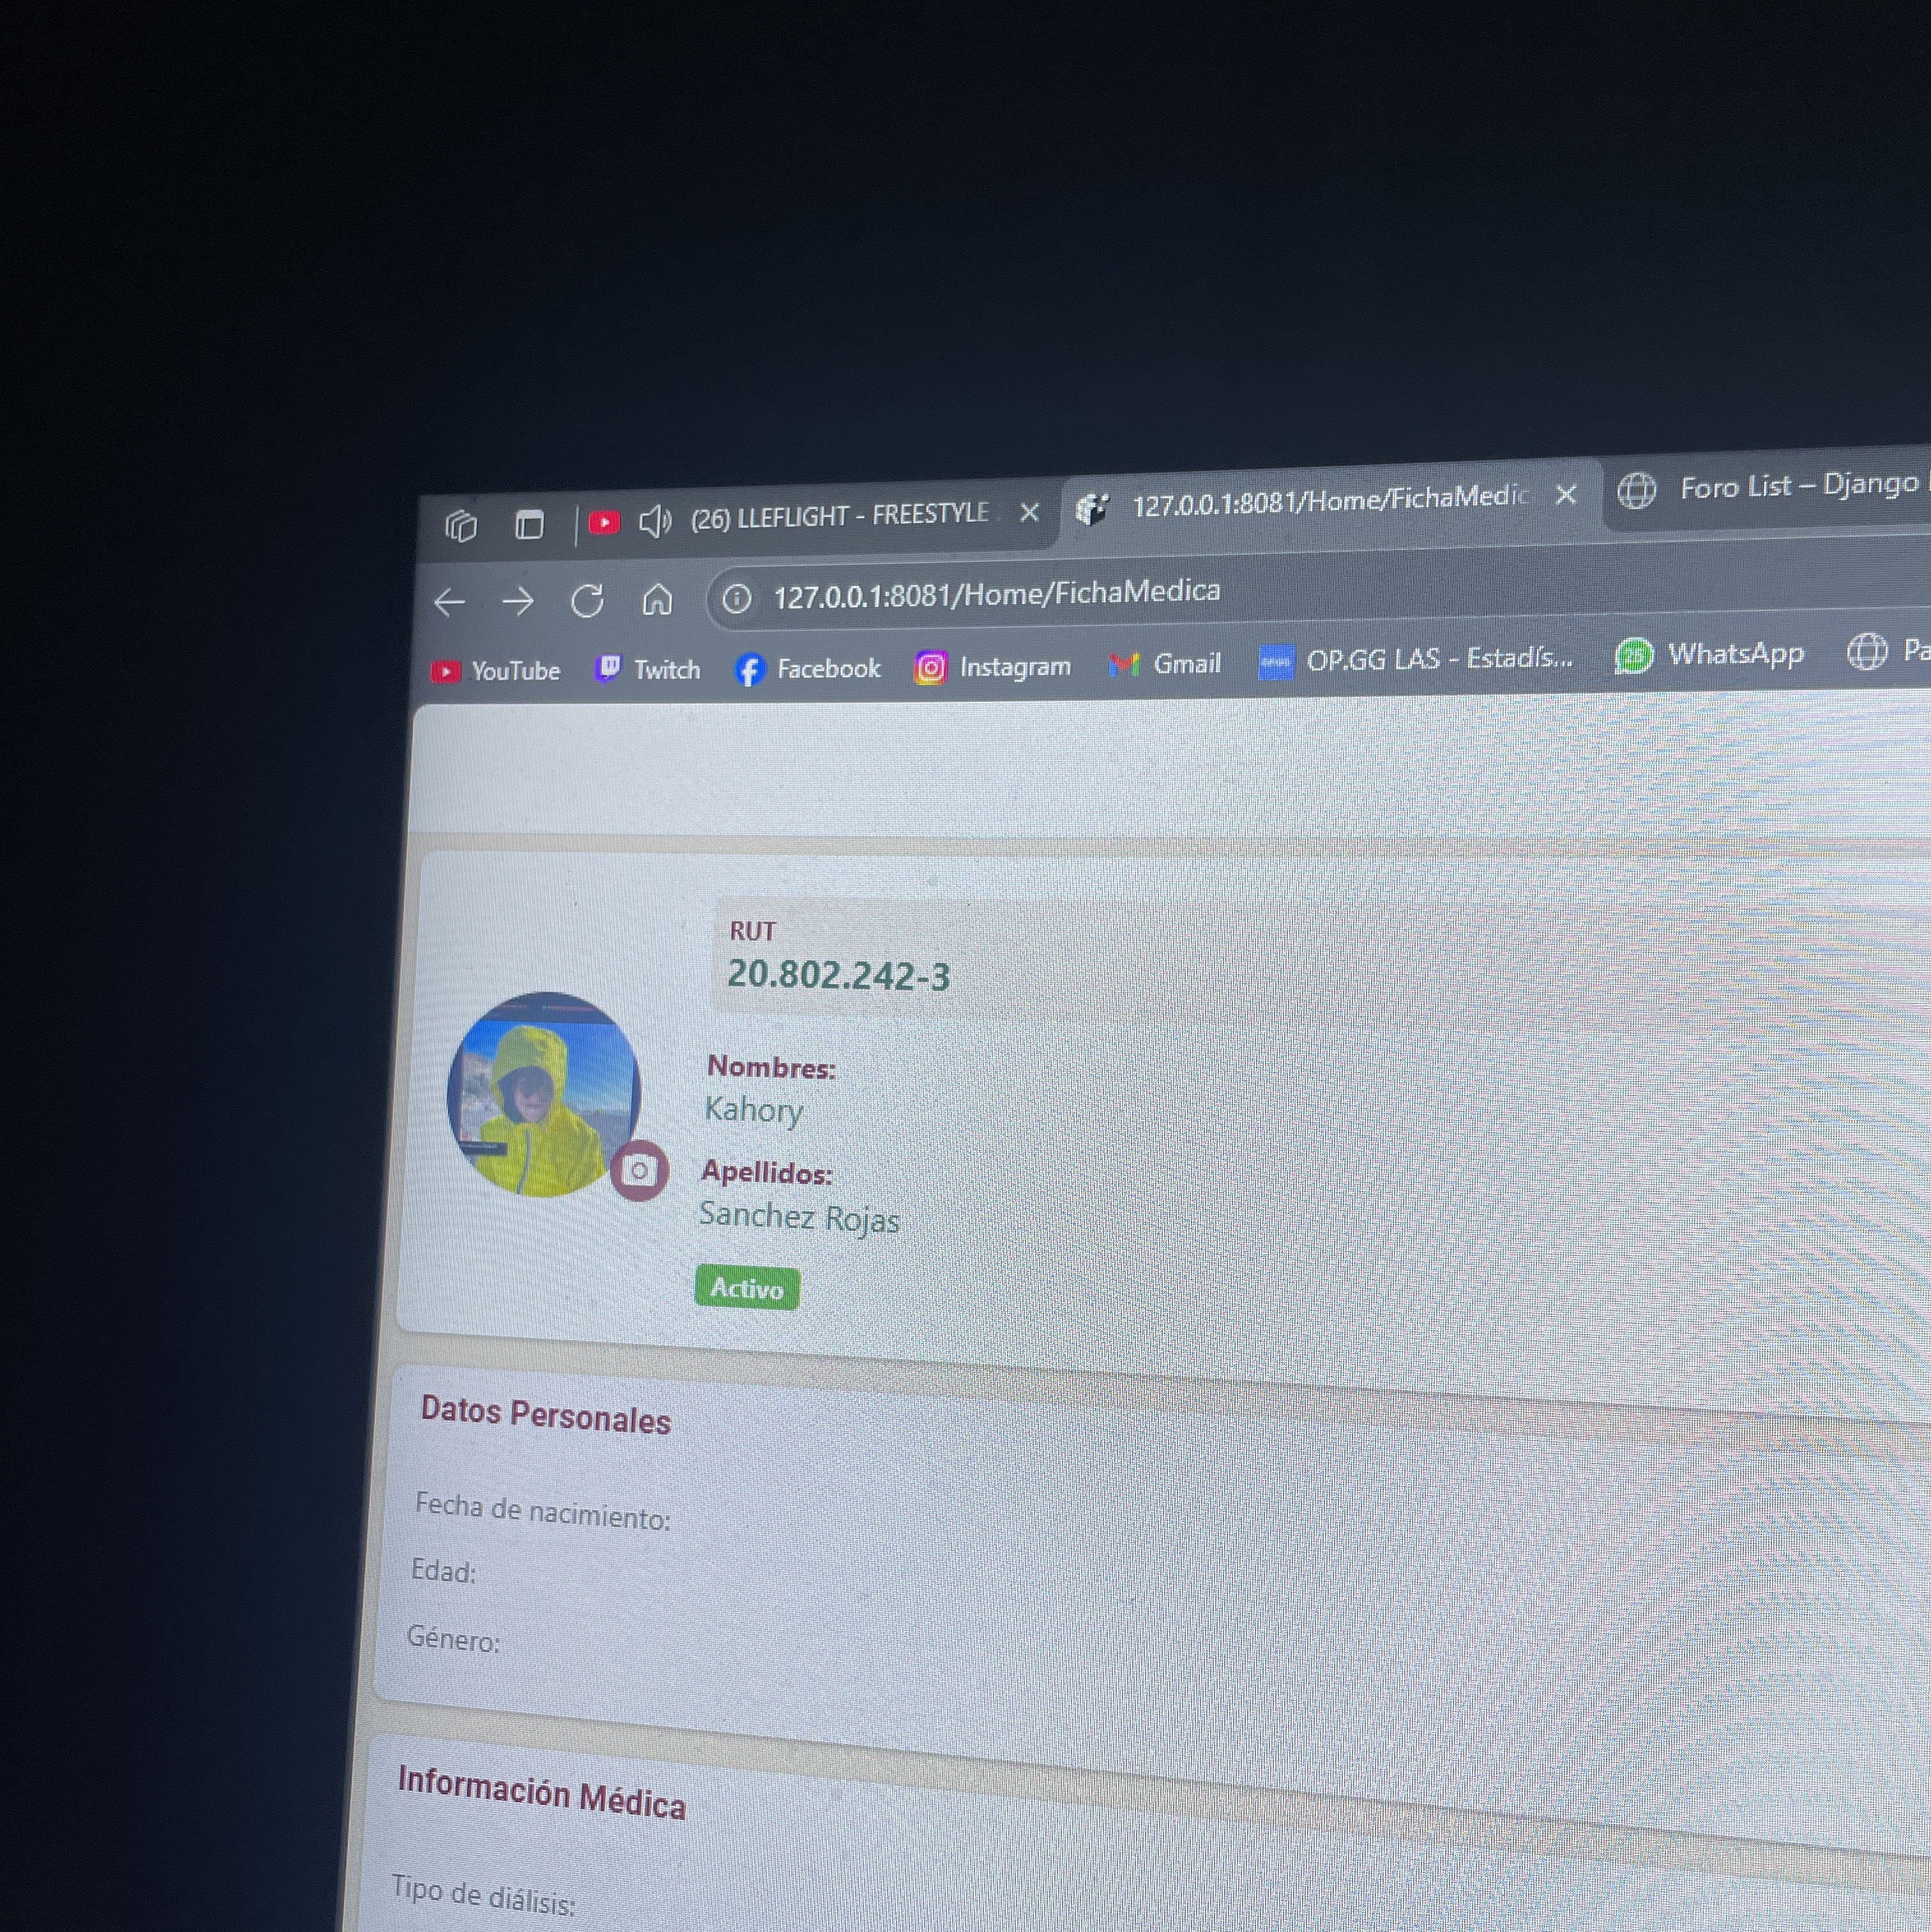 (26) LLEFLIGHT - FREESTYLE
127.0.0.1:8081/Home/FichaMedic
Foro List – Django
127.0.0.1:8081/Home/FichaMedica
YouTube
Twitch
Facebook
Instagram
Gmail
OP.GG LAS - Estadís...
WhatsApp
Pa
RUT
20.802.242-3
Nombres:
Kahory
Apellidos:
Sanchez Rojas
Activo
Datos Personales
Fecha de nacimiento:
Edad:
Género:
Información Médica
Tipo de diálisis: